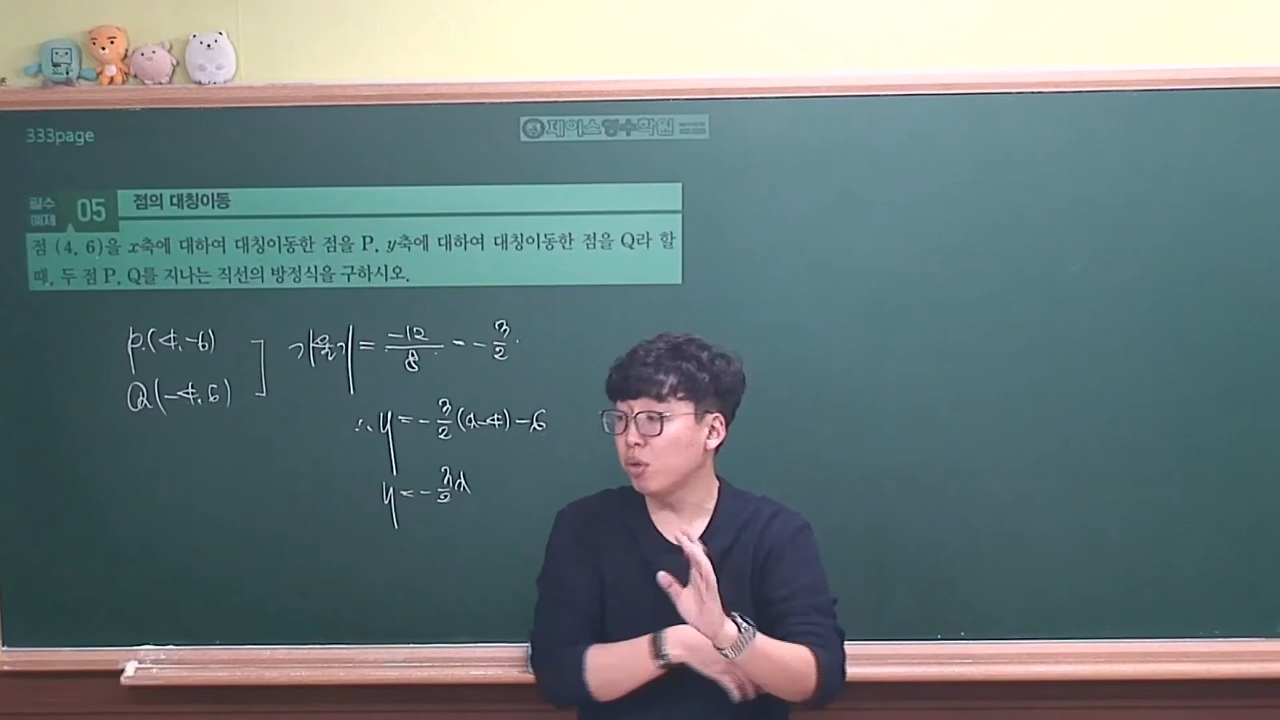 333page
제이스영수학원
필수 예제 05 점의 대칭이동
점 (4, 6)을 x축에 대하여 대칭이동한 점을 P, y축에 대하여 대칭이동한 점을 Q라 할
때, 두 점 P, Q를 지나는 직선의 방정식을 구하시오.
P(4, -6)
Q(-4, 6)
기울기 = -12/8 = -3/2
∴ y = -3/2(x-4)-6
y = -3/2x